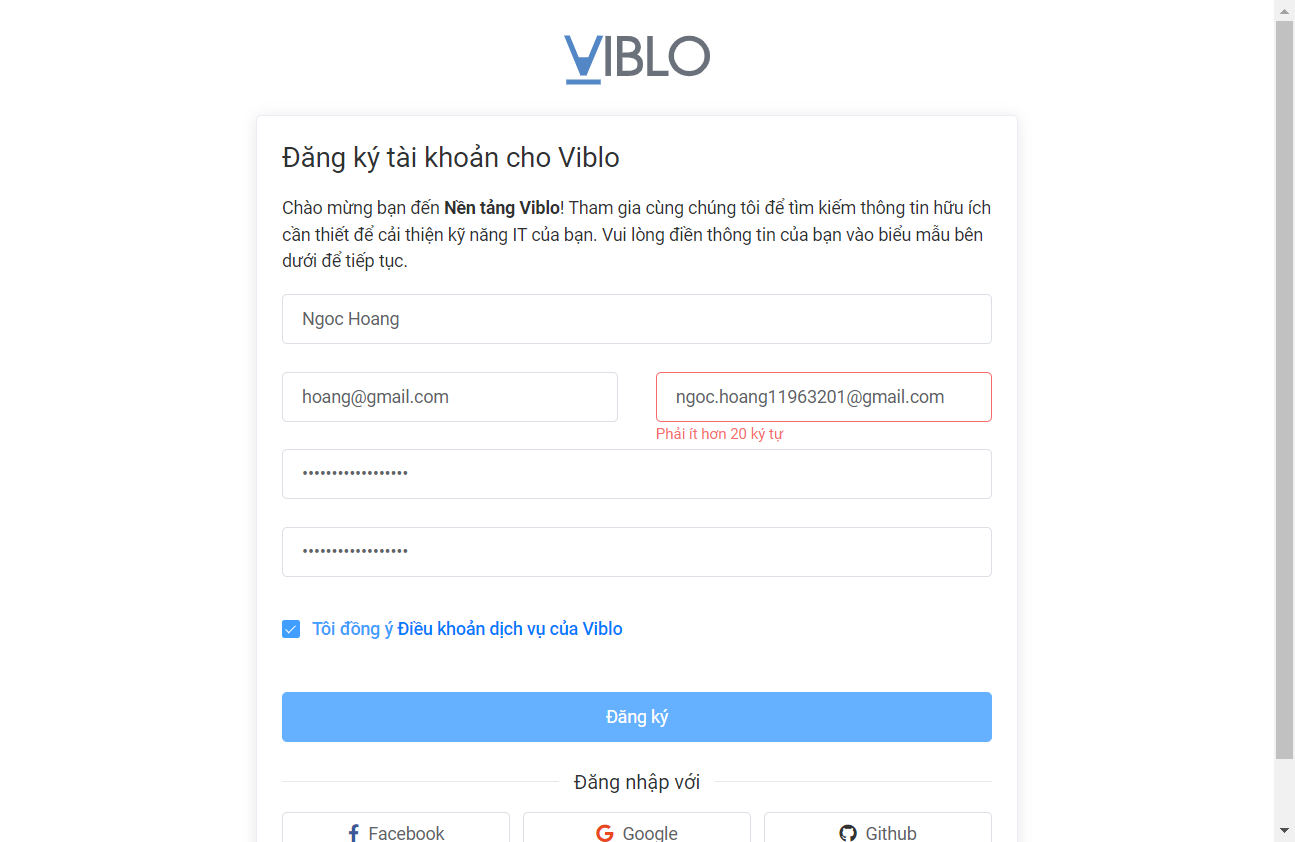 VIBLO
Đăng ký tài khoản cho Viblo
Chào mừng bạn đến Nền tảng Viblo! Tham gia cùng chúng tôi để tìm kiếm thông tin hữu ích
cần thiết để cải thiện kỹ năng IT của bạn. Vui lòng điền thông tin của bạn vào biểu mẫu bên
dưới để tiếp tục.
Ngoc Hoang
hoang@gmail.com
ngoc.hoang11963201@gmail.com
Phải ít hơn 20 ký tự
••••••••••••••••••
••••••••••••••••••
Tôi đồng ý Điều khoản dịch vụ của Viblo
Đăng ký
Đăng nhập với
Facebook
Google
Github